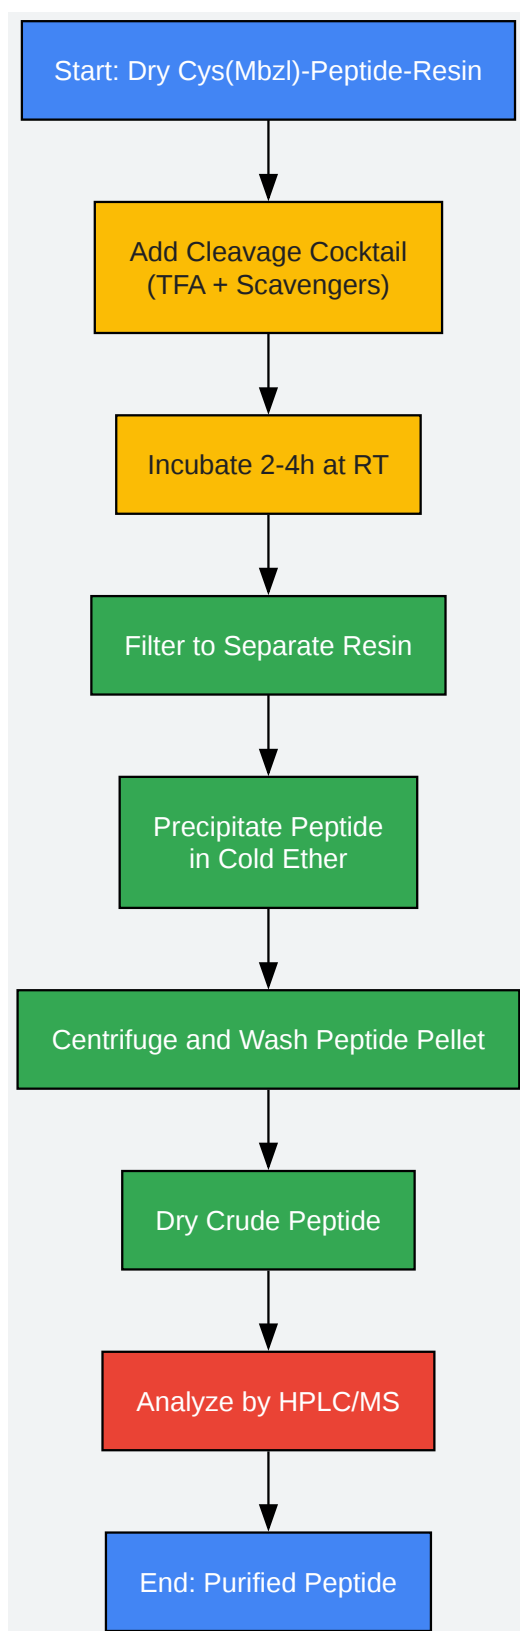 Start: Dry Cys(Mbzl)-Peptide-Resin
Add Cleavage Cocktail
(TFA + Scavengers)
Incubate 2-4h at RT
Filter to Separate Resin
Precipitate Peptide
in Cold Ether
Centrifuge and Wash Peptide Pellet
Dry Crude Peptide
Analyze by HPLC/MS
End: Purified Peptide